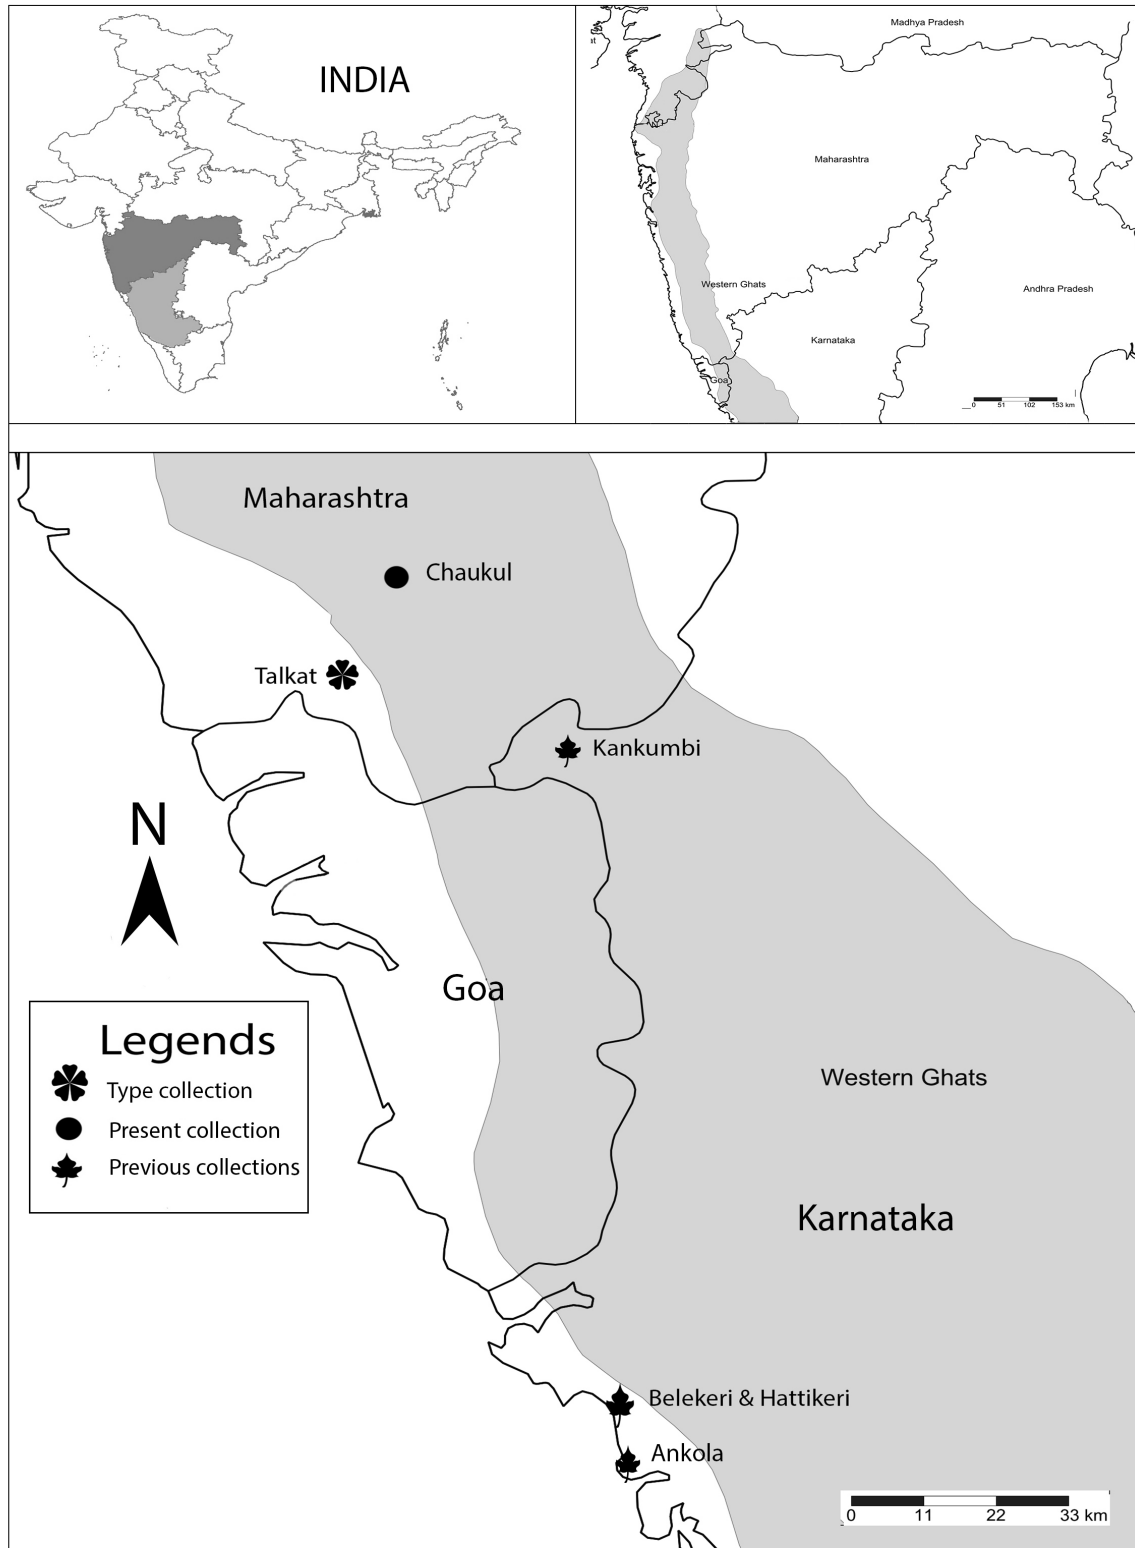 INDIA
Madhya Pradesh
at
Maharashtra
Western Ghats
Andhra Pradesh
Karnataka
Goa
0 51 102 153 km
Maharashtra
Chaukul
Talkat
Kankumbi
N
Goa
Legends
Type collection
Present collection
Previous collections
Western Ghats
Karnataka
Belekeri & Hattikeri
Ankola
0 11 22 33 km